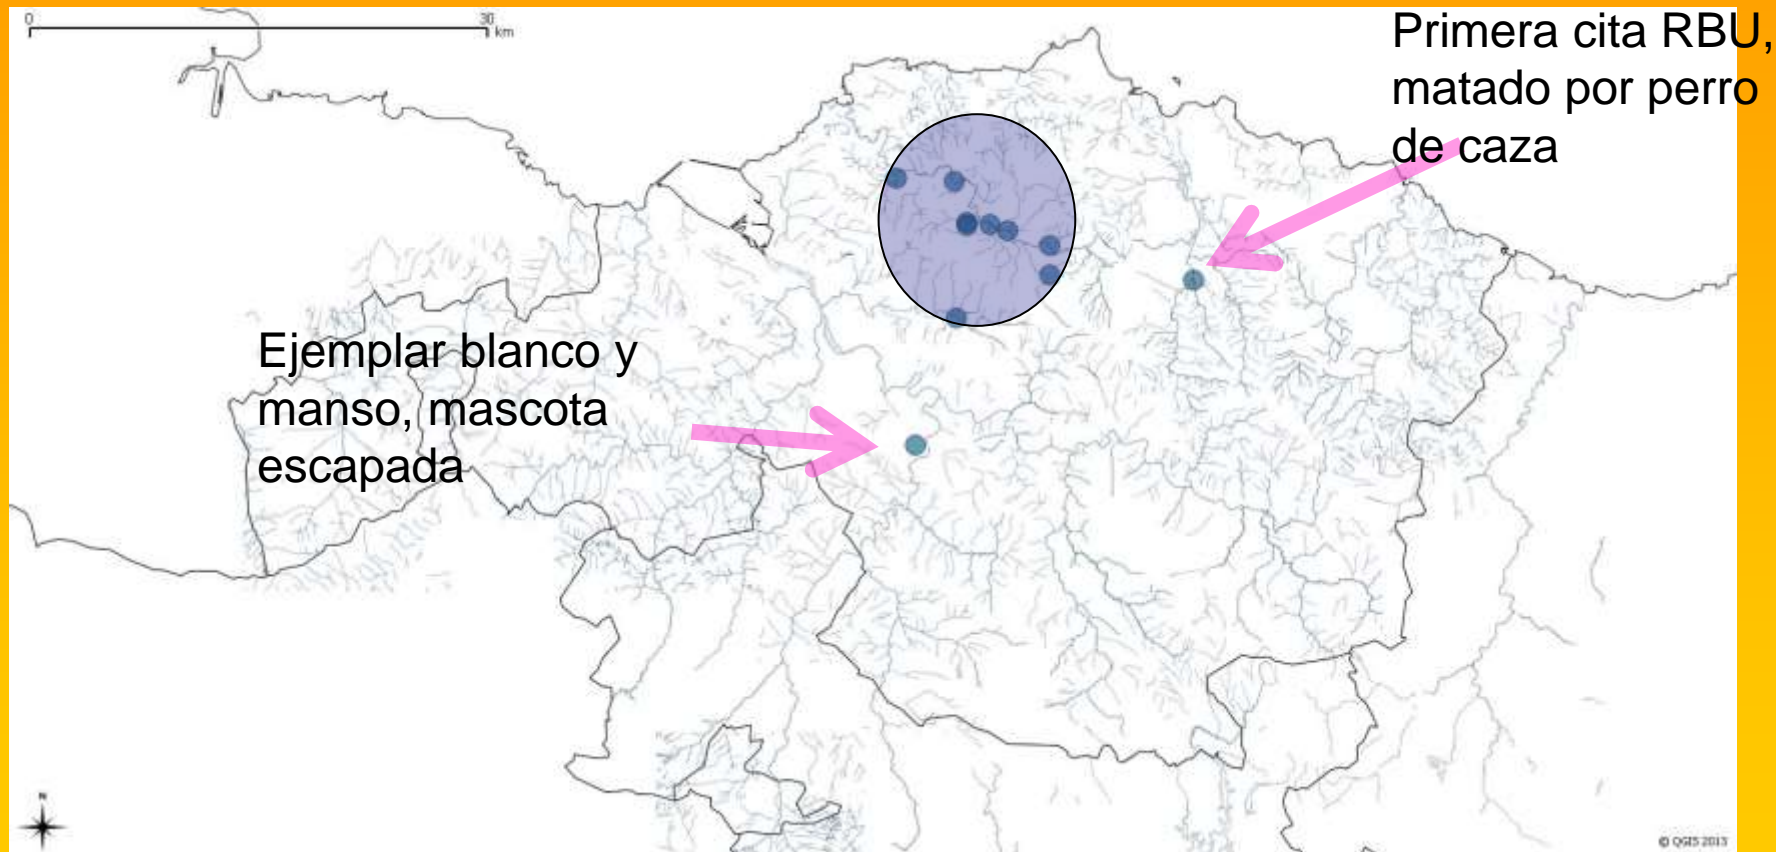 0
30
km
Primera cita RBU,
matado por perro
de caza
Ejemplar blanco y
manso, mascota
escapada
N
© QGIS 2013